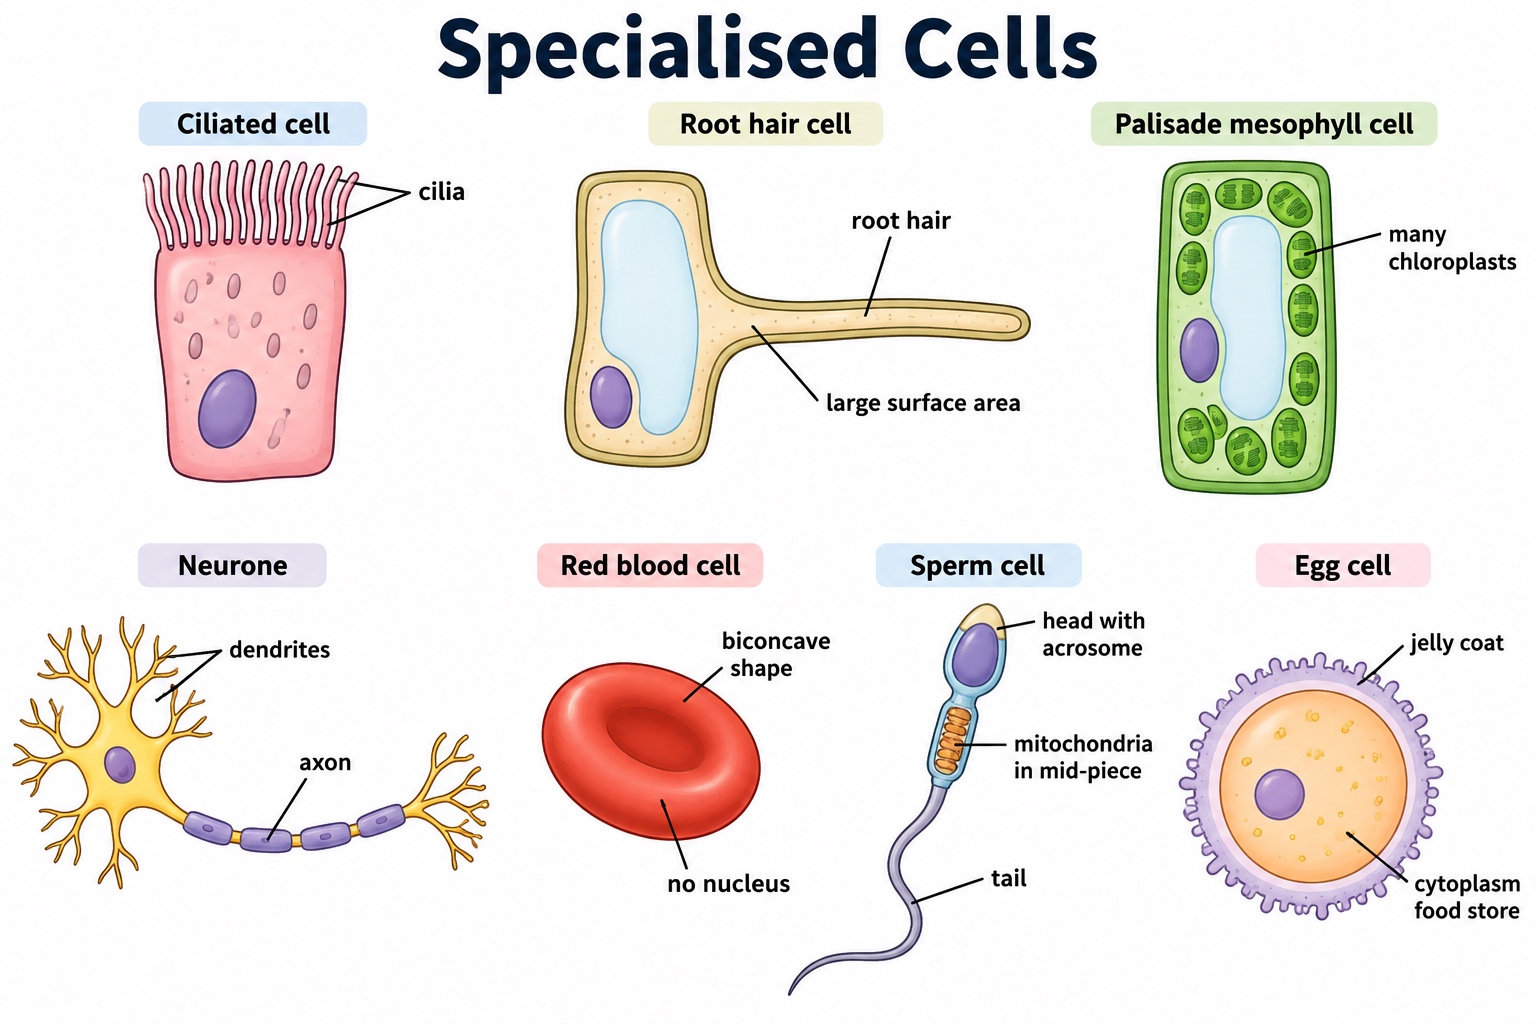 Specialised Cells
Ciliated cell
cilia
Root hair cell
root hair
large surface area
Palisade mesophyll cell
many
chloroplasts
Neurone
dendrites
axon
Red blood cell
biconcave
shape
no nucleus
Sperm cell
head with
acrosome
mitochondria
in mid-piece
tail
Egg cell
jelly coat
cytoplasm
food store